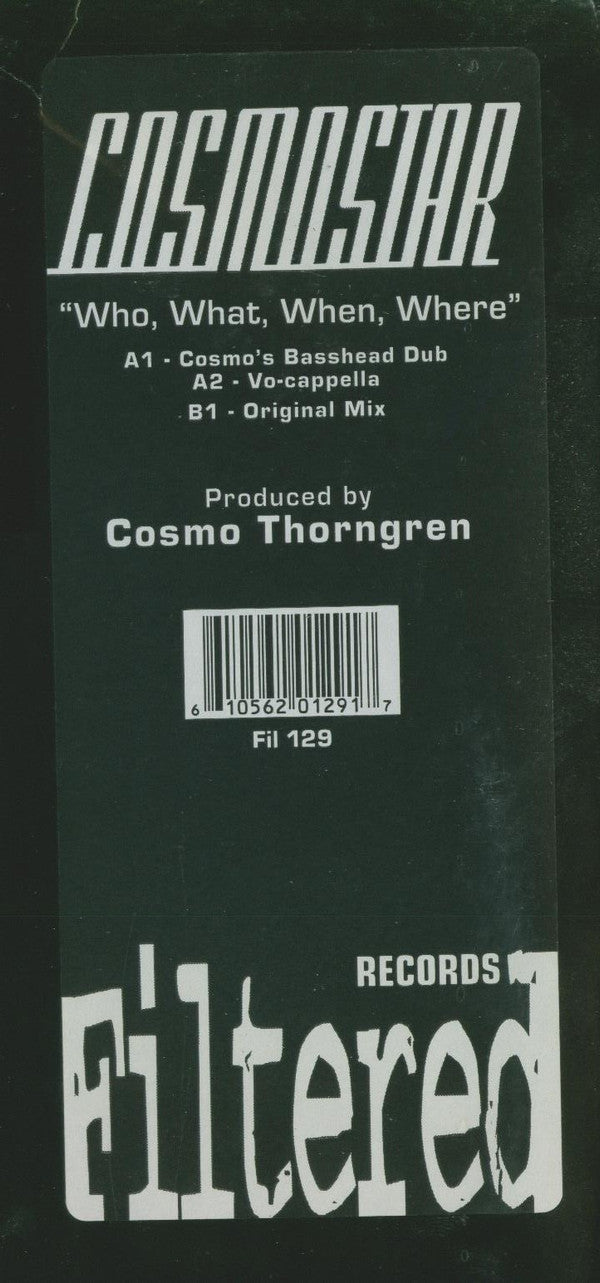 COSMOSTAR
“Who, What, When, Where”
A1 - Cosmo's Basshead Dub
A2 - Vo-cappella
B1 - Original Mix
Produced by
Cosmo Thorngren
6 10562 01291 7
Fil 129
RECORDS
Filtered